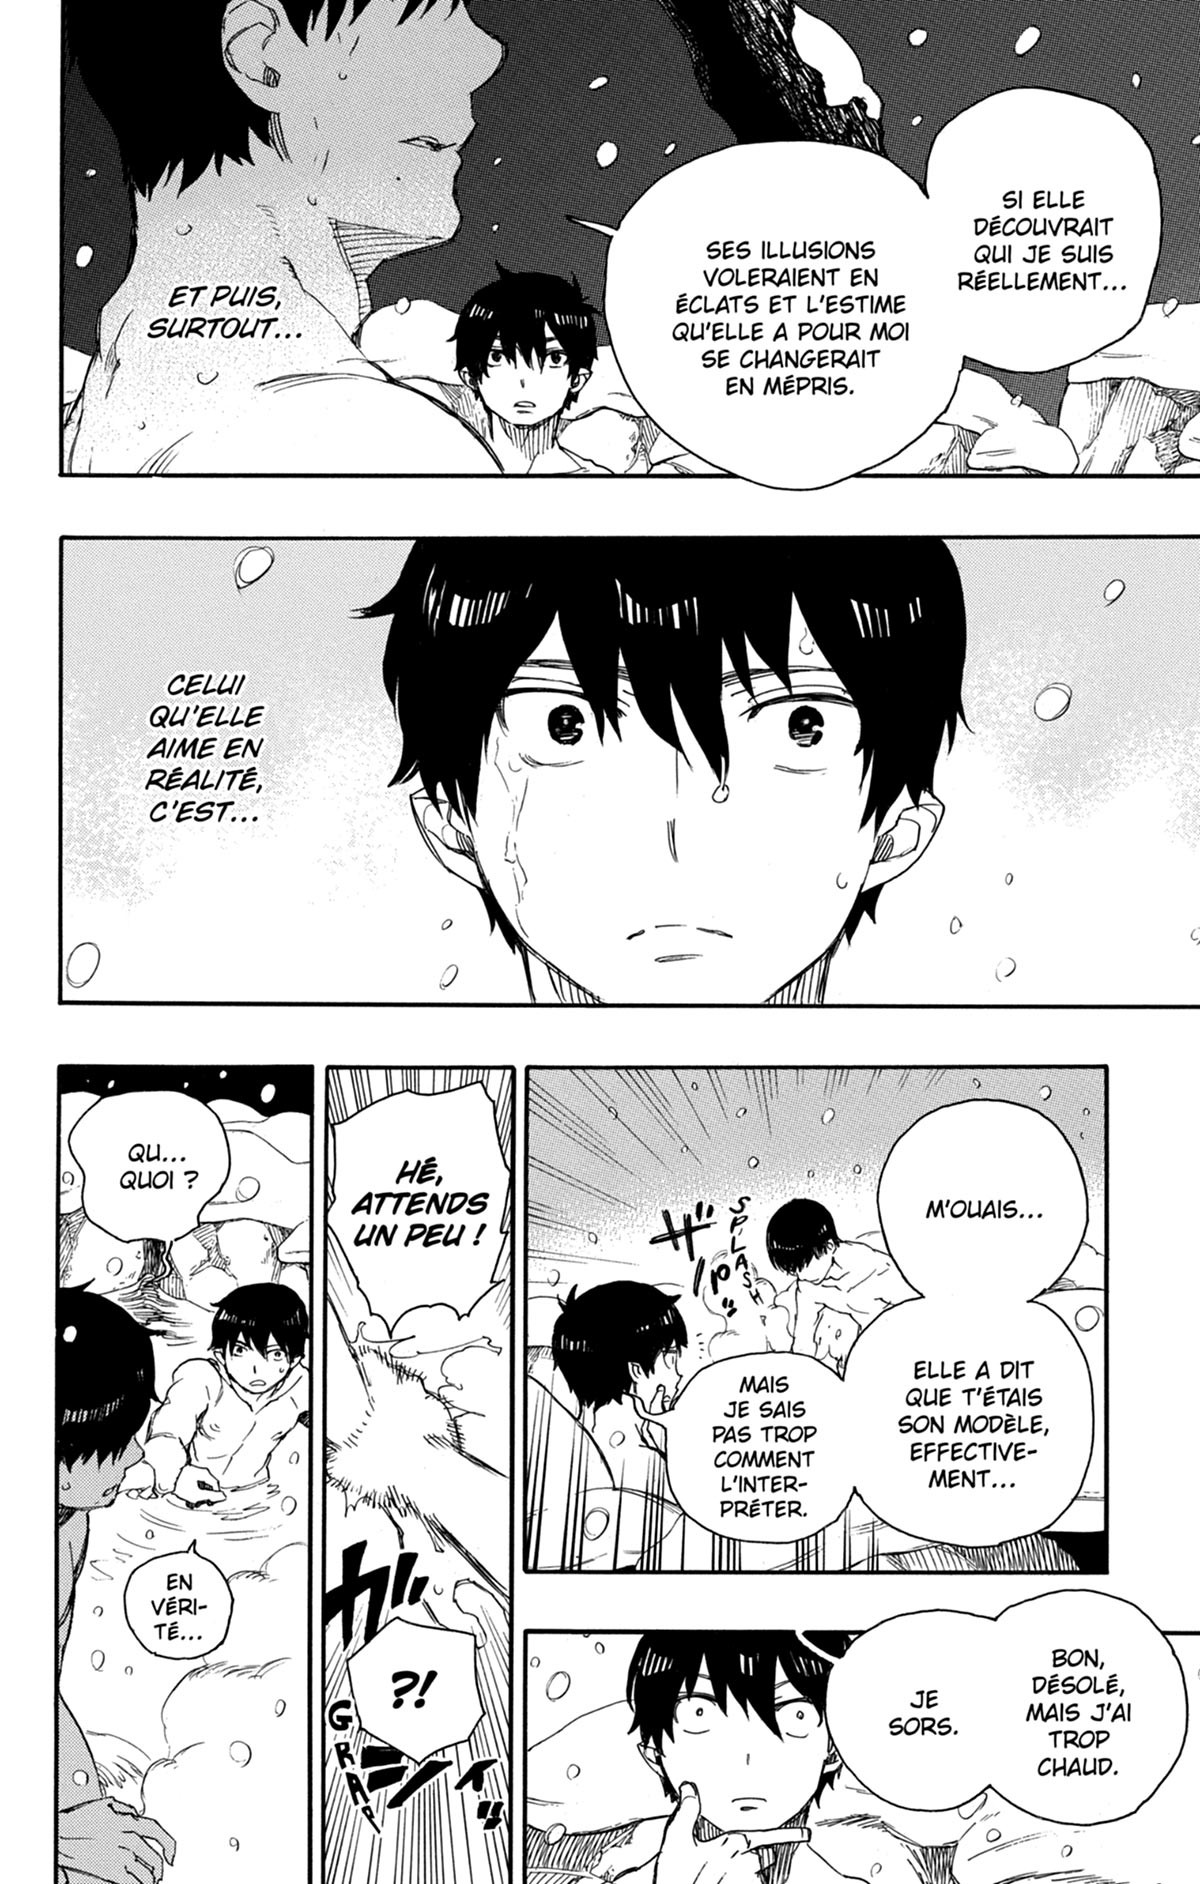 SI ELLE
DÉCOUVRAIT
QUI JE SUIS
RÉELLEMENT...
SES ILLUSIONS
VOLERAIENT EN
ÉCLATS ET L'ESTIME
QU'ELLE A POUR MOI
SE CHANGERAIT
EN MÉPRIS.
ET PUIS,
SURTOUT...
CELUI
QU'ELLE
AIME EN
RÉALITÉ,
C'EST...
M'OUAIS...
SPLASH
ELLE A DIT
QUE T'ÉTAIS
SON MODÈLE,
EFFECTIVE-
MENT...
MAIS
JE SAIS
PAS TROP
COMMENT
L'INTER-
PRÉTER.
BON,
DÉSOLÉ,
MAIS J'AI
TROP
CHAUD.
JE
SORS.
HÉ,
ATTENDS
UN PEU !
?!
GRAP
QU...
QUOI ?
EN
VÉRI-
TÉ...